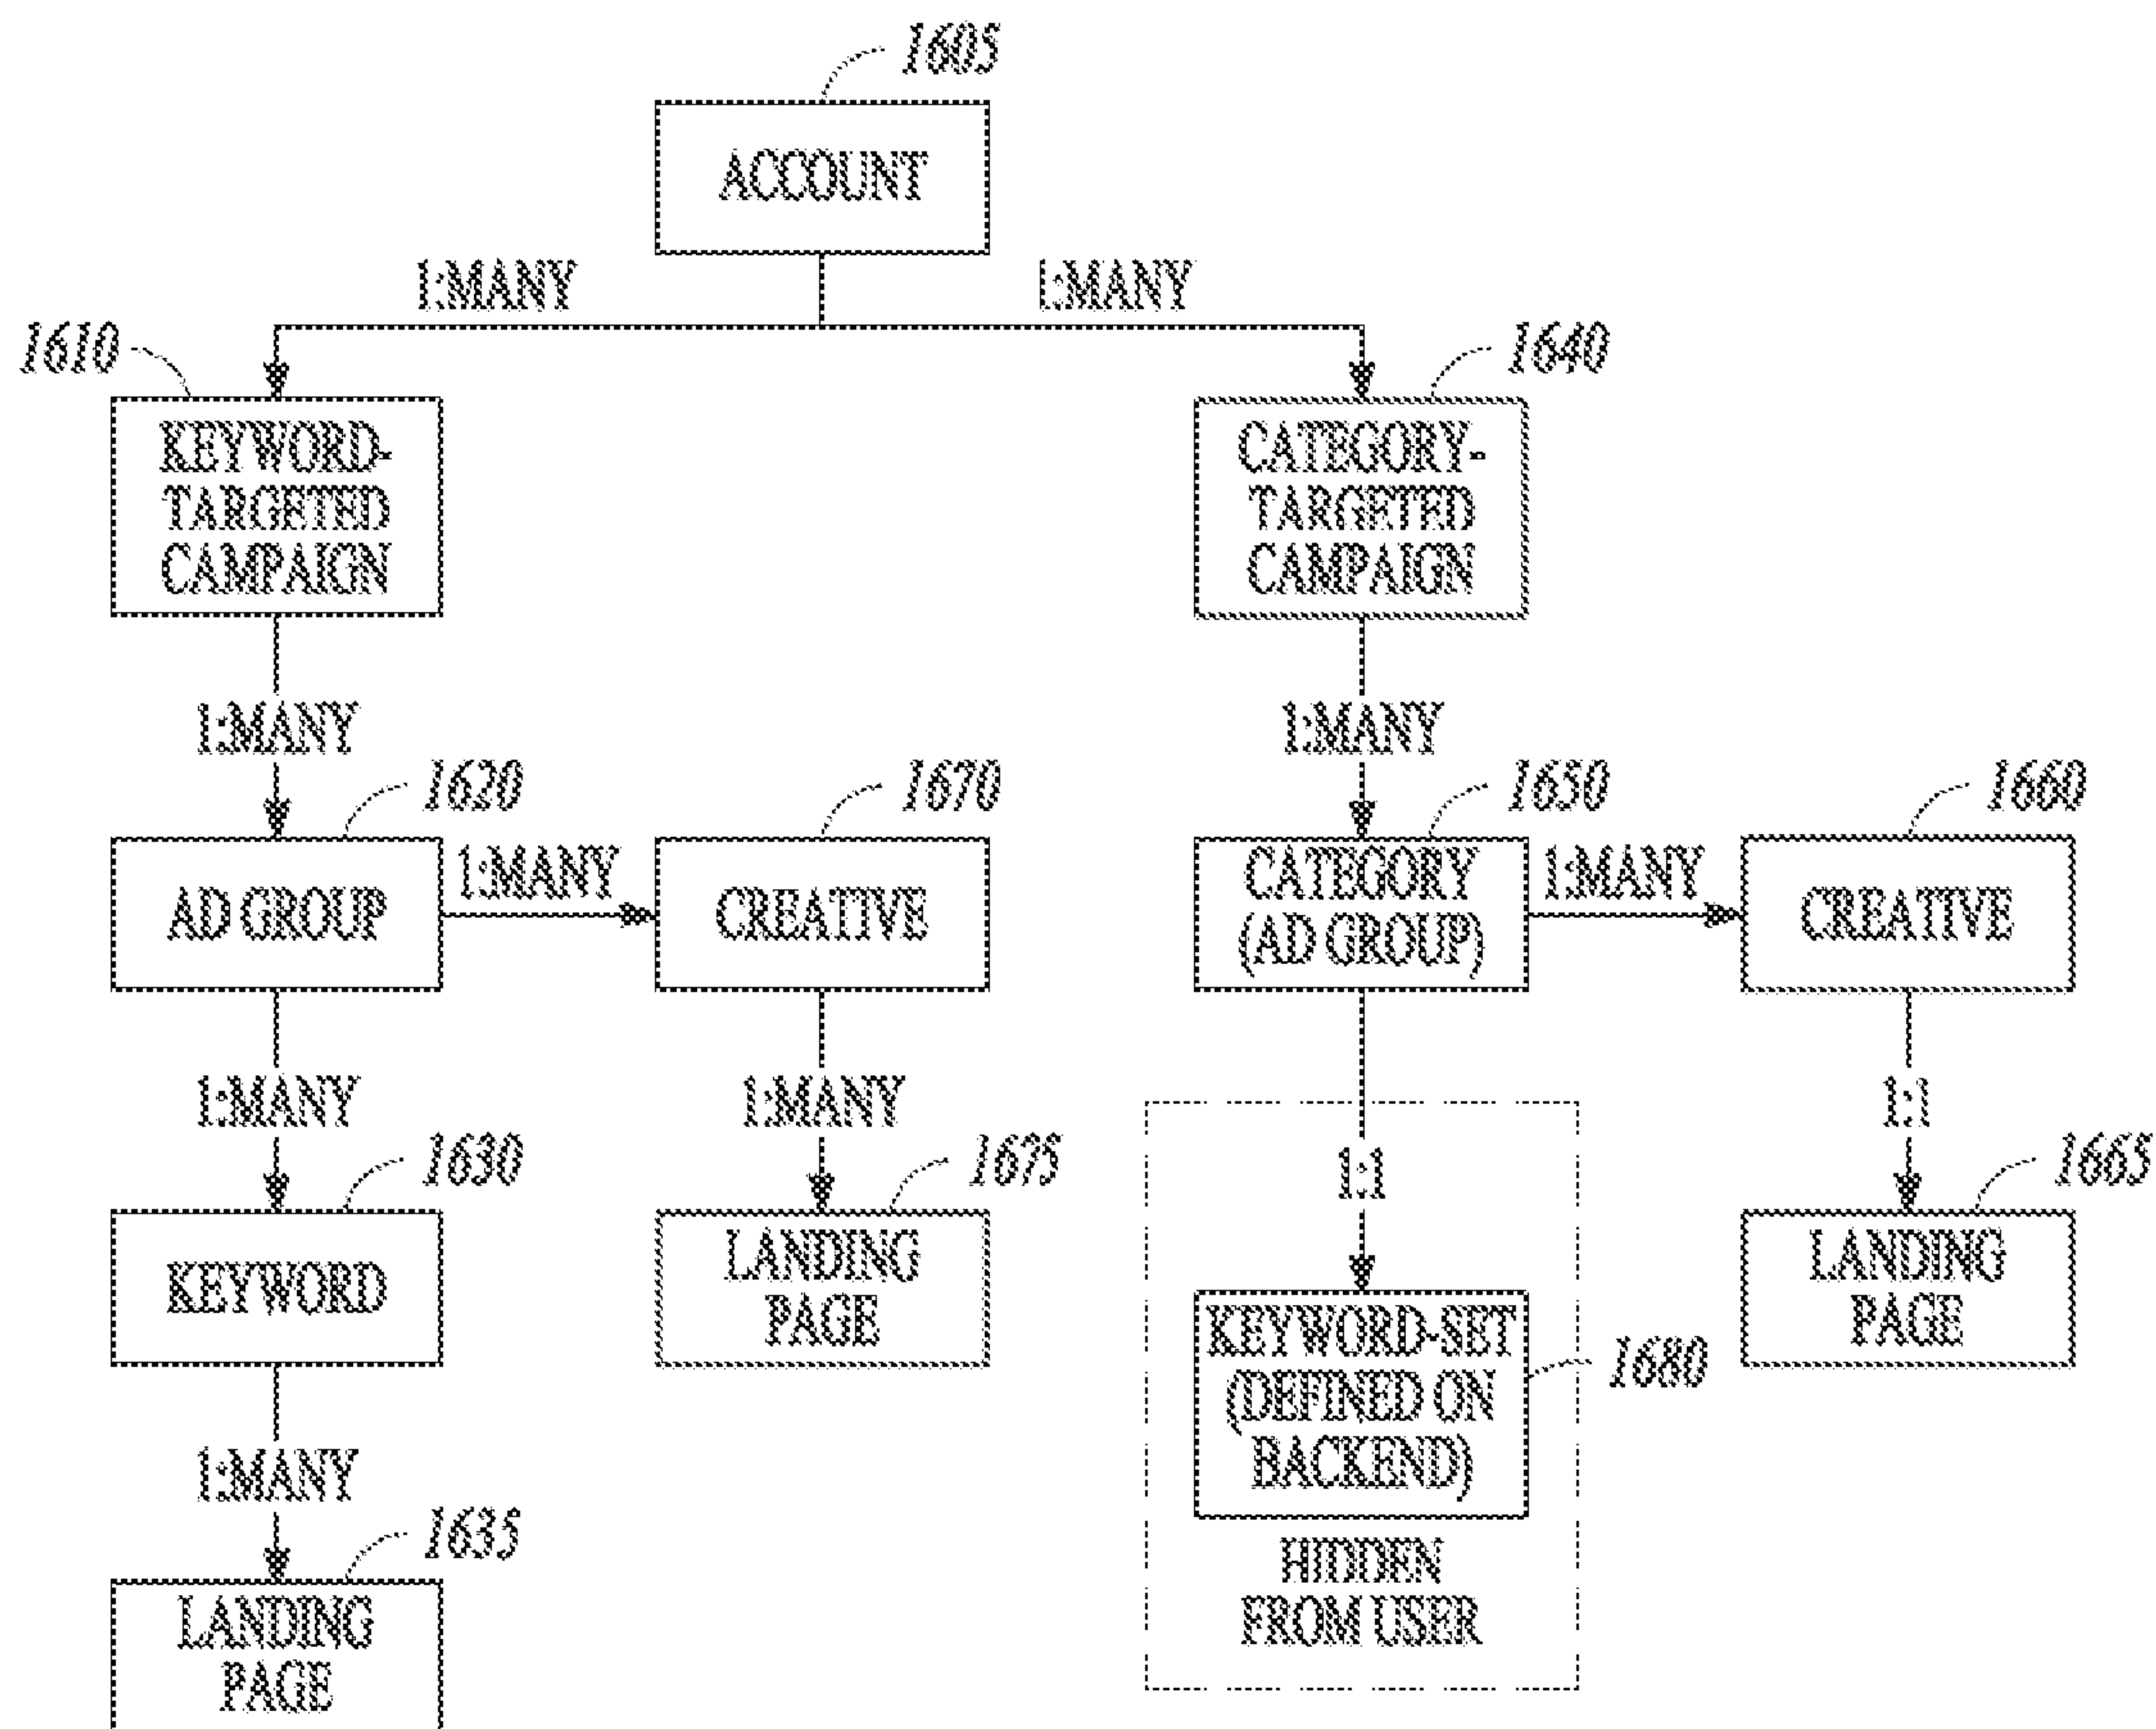 1605
ACCOUNT
1:MANY
1:MANY
1610
1640
KEYWORD-
TARGETED
CAMPAIGN
CATEGORY-
TARGETED
CAMPAIGN
1:MANY
1:MANY
1620
1670
1650
1660
AD GROUP
1:MANY
CREATIVE
CATEGORY
(AD GROUP)
1:MANY
CREATIVE
1:MANY
1:MANY
1:1
1:1
1630
1675
1665
KEYWORD
LANDING
PAGE
KEYWORD-SET
(DEFINED ON
BACKEND)
1680
LANDING
PAGE
1:MANY
HIDDEN
FROM USER
1635
LANDING
PAGE